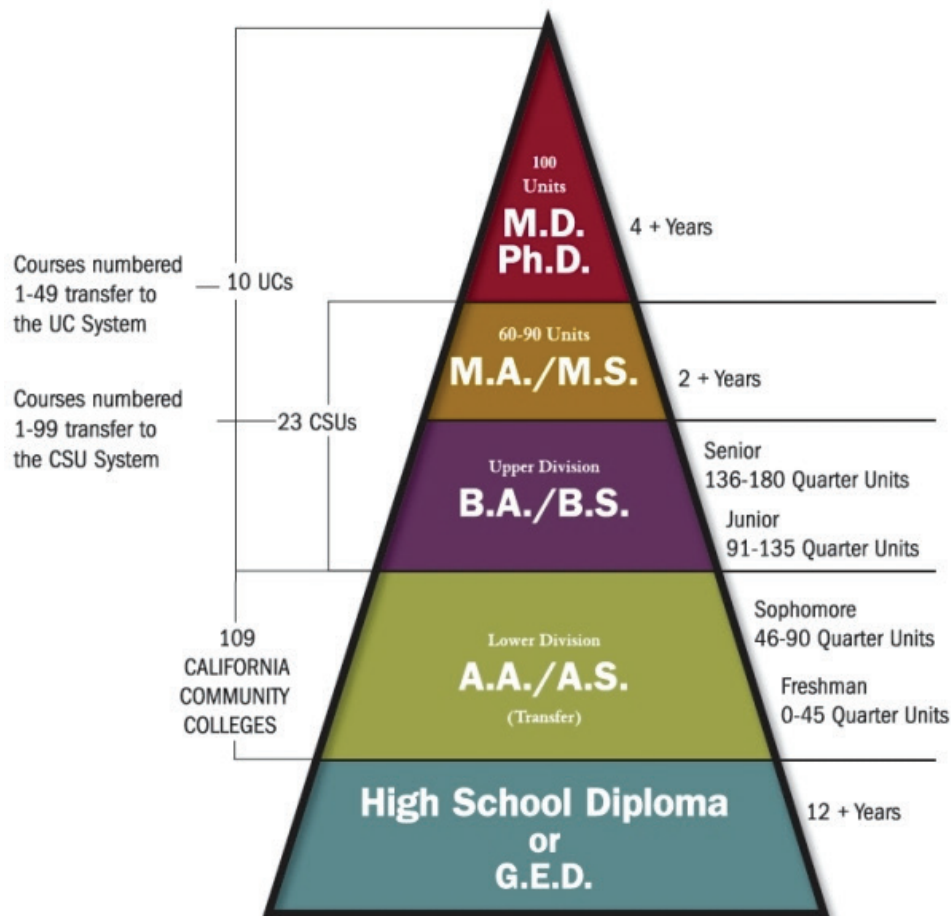 100
Units
M.D.
Ph.D.
4 + Years
Courses numbered
1-49 transfer to
the UC System
10 UCs
60-90 Units
M.A./M.S.
2 + Years
Courses numbered
1-99 transfer to
the CSU System
23 CSUs
Upper Division
B.A./B.S.
Senior
136-180 Quarter Units
Junior
91-135 Quarter Units
109
CALIFORNIA
COMMUNITY
COLLEGES
Lower Division
A.A./A.S.
(Transfer)
Sophomore
46-90 Quarter Units
Freshman
0-45 Quarter Units
High School Diploma
or
G.E.D.
12 + Years